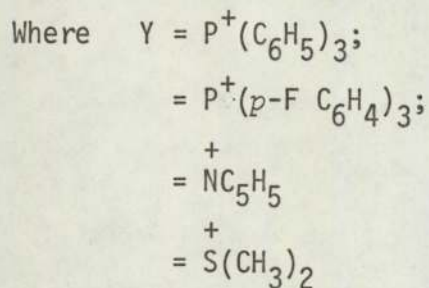 Where Y = P⁺(C₆H₅)₃;
= P⁺(p-F C₆H₄)₃;
+
= NC₅H₅
+
= S(CH₃)₂